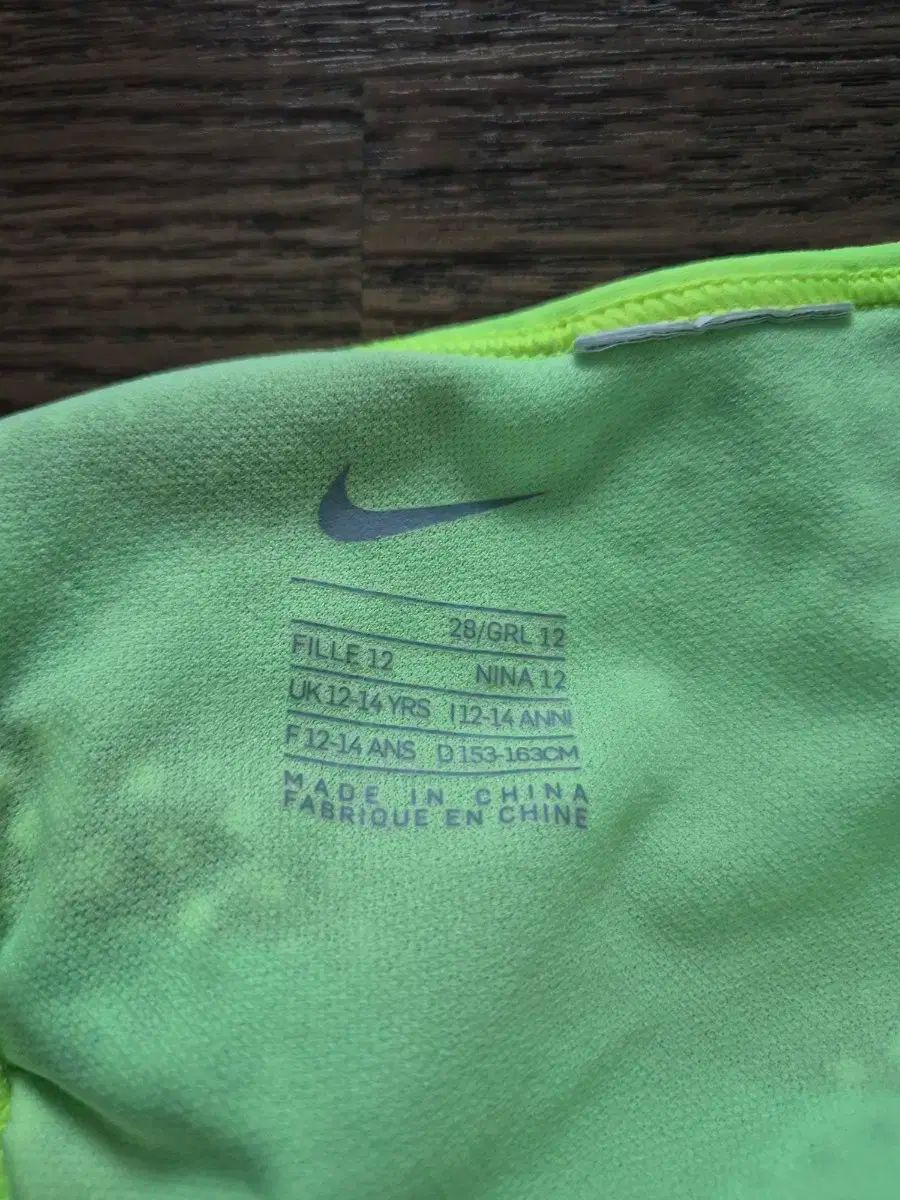 28/GRL 12
FILLE 12 NINA 12
UK 12-14 YRS I 12-14 ANNI
F 12-14 ANS D 153-163CM
MADE IN CHINA
FABRIQUE EN CHINE